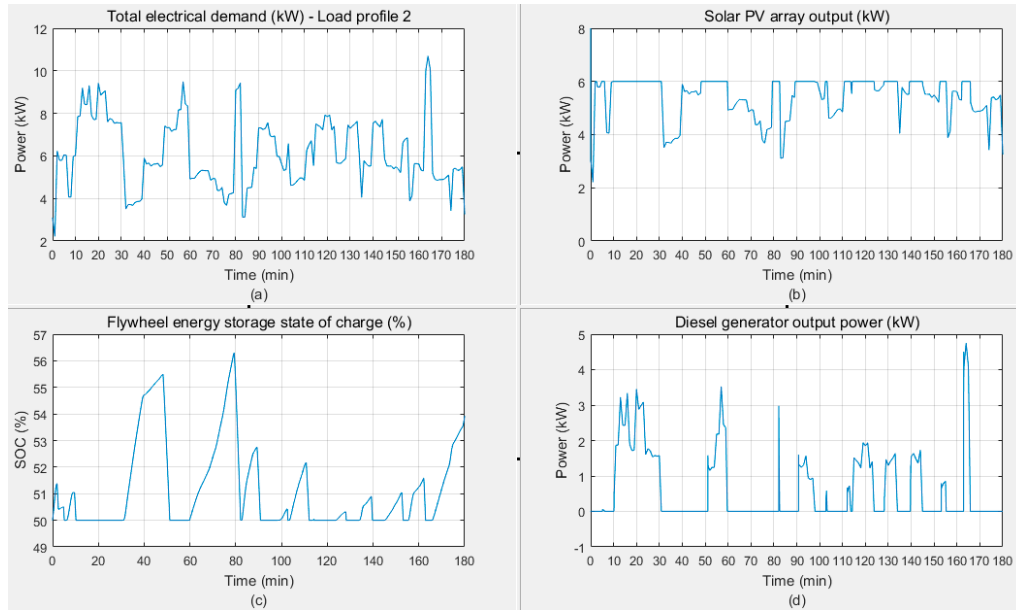 Total electrical demand (kW) - Load profile 2
12
10
8
6
4
2
Power (kW)
0 10 20 30 40 50 60 70 80 90 100 110 120 130 140 150 160 170 180
Time (min)
(a)
Solar PV array output (kW)
8
6
4
2
0
Power (kW)
0 10 20 30 40 50 60 70 80 90 100 110 120 130 140 150 160 170 180
Time (min)
(b)
Flywheel energy storage state of charge (%)
57
56
55
54
53
52
51
50
49
SOC (%)
0 20 40 60 80 100 120 140 160 180
Time (min)
(c)
Diesel generator output power (kW)
5
4
3
2
1
0
-1
Power (kW)
0 10 20 30 40 50 60 70 80 90 100 110 120 130 140 150 160 170 180
Time (min)
(d)